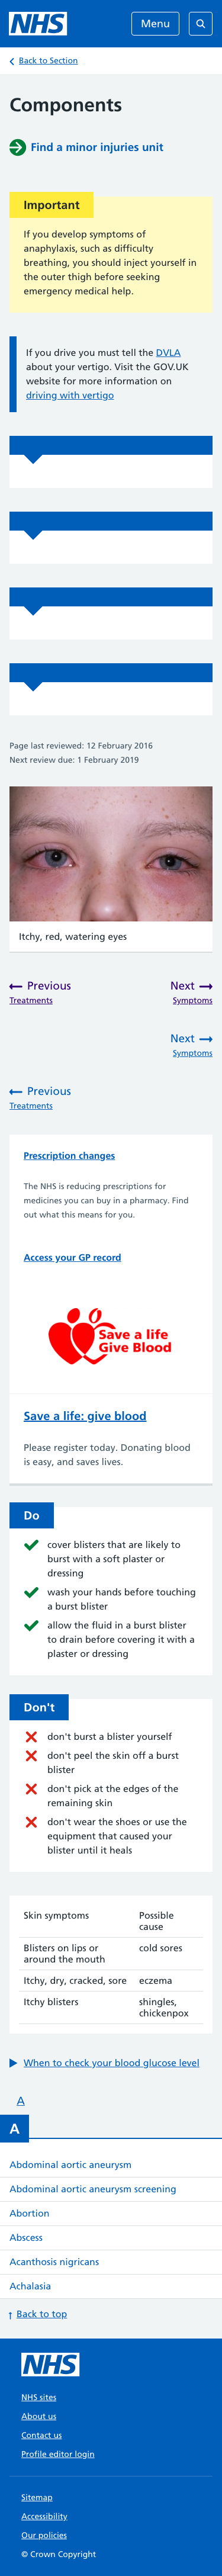 NHS
Menu
Back to Section
Components
Find a minor injuries unit
Important
If you develop symptoms of
anaphylaxis, such as difficulty
breathing, you should inject yourself in
the outer thigh before seeking
emergency medical help.
If you drive you must tell the DVLA
about your vertigo. Visit the GOV.UK
website for more information on
driving with vertigo
Page last reviewed: 12 February 2016
Next review due: 1 February 2019
Itchy, red, watering eyes
Previous
Treatments
Next
Symptoms
Next
Symptoms
Previous
Treatments
Prescription changes
The NHS is reducing prescriptions for
medicines you can buy in a pharmacy. Find
out what this means for you.
Access your GP record
Save a life
Give Blood
Save a life: give blood
Please register today. Donating blood
is easy, and saves lives.
Do
cover blisters that are likely to
burst with a soft plaster or
dressing
wash your hands before touching
a burst blister
allow the fluid in a burst blister
to drain before covering it with a
plaster or dressing
Don't
don't burst a blister yourself
don't peel the skin off a burst
blister
don't pick at the edges of the
remaining skin
don't wear the shoes or use the
equipment that caused your
blister until it heals
Skin symptoms Possible
cause
Blisters on lips or cold sores
around the mouth
Itchy, dry, cracked, sore eczema
Itchy blisters shingles,
chickenpox
When to check your blood glucose level
A
A
Abdominal aortic aneurysm
Abdominal aortic aneurysm screening
Abortion
Abscess
Acanthosis nigricans
Achalasia
Back to top
NHS
NHS sites
About us
Contact us
Profile editor login
Sitemap
Accessibility
Our policies
© Crown Copyright